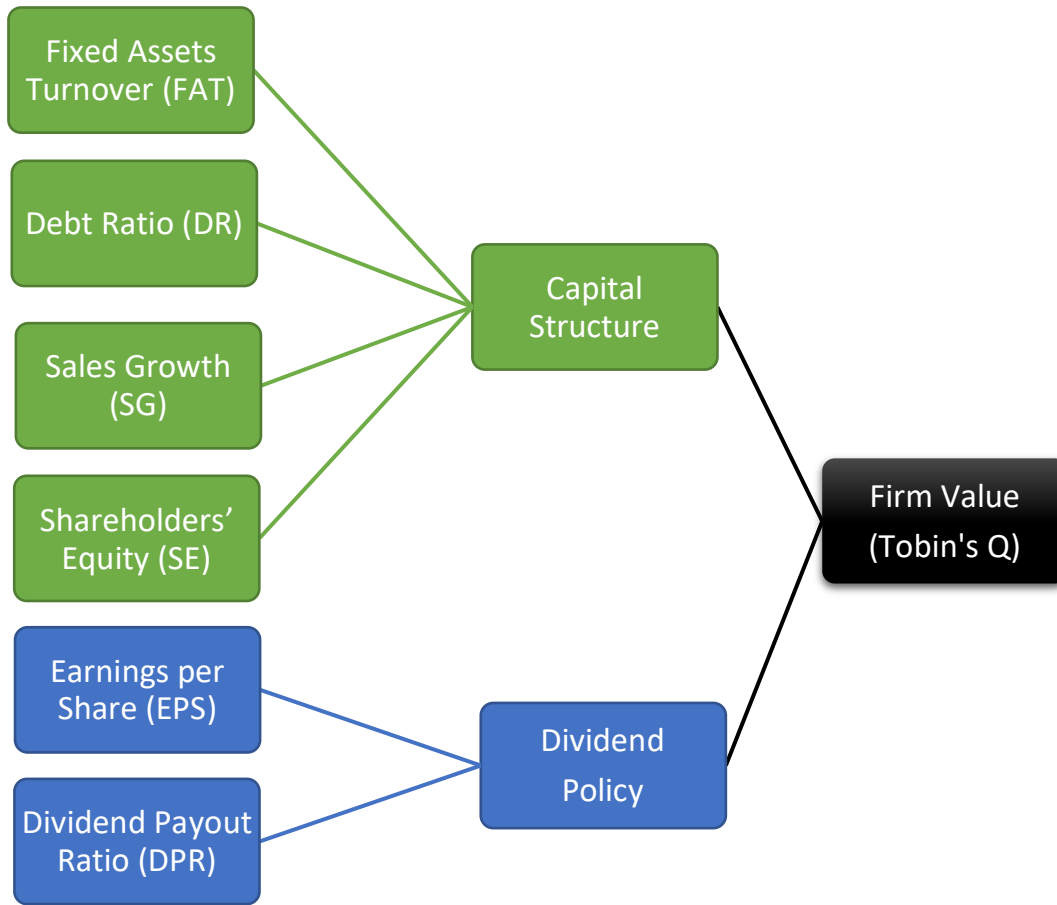 Fixed Assets
Turnover (FAT)
Debt Ratio (DR)
Sales Growth
(SG)
Shareholders’
Equity (SE)
Earnings per
Share (EPS)
Dividend Payout
Ratio (DPR)
Capital
Structure
Dividend
Policy
Firm Value
(Tobin's Q)